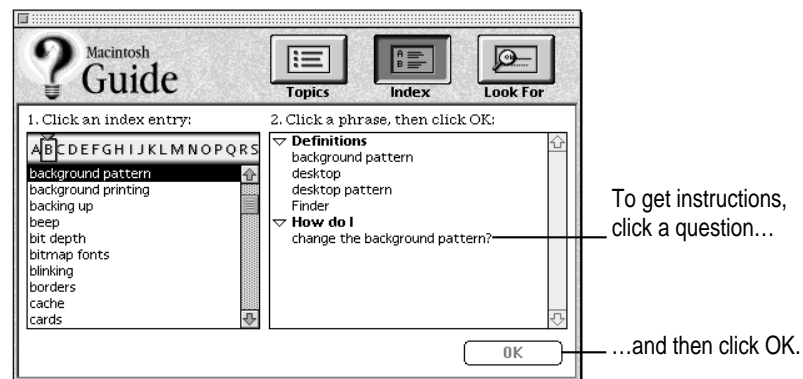 Macintosh
Guide
Topics
Index
Look For
1. Click an index entry:
A B C D E F G H I J K L M N O P Q R S
background pattern
background printing
backing up
beep
bit depth
bitmap fonts
blinking
borders
cache
cards
2. Click a phrase, then click OK:
Definitions
background pattern
desktop
desktop pattern
Finder
How do I
change the background pattern?
OK
To get instructions,
click a question…
…and then click OK.